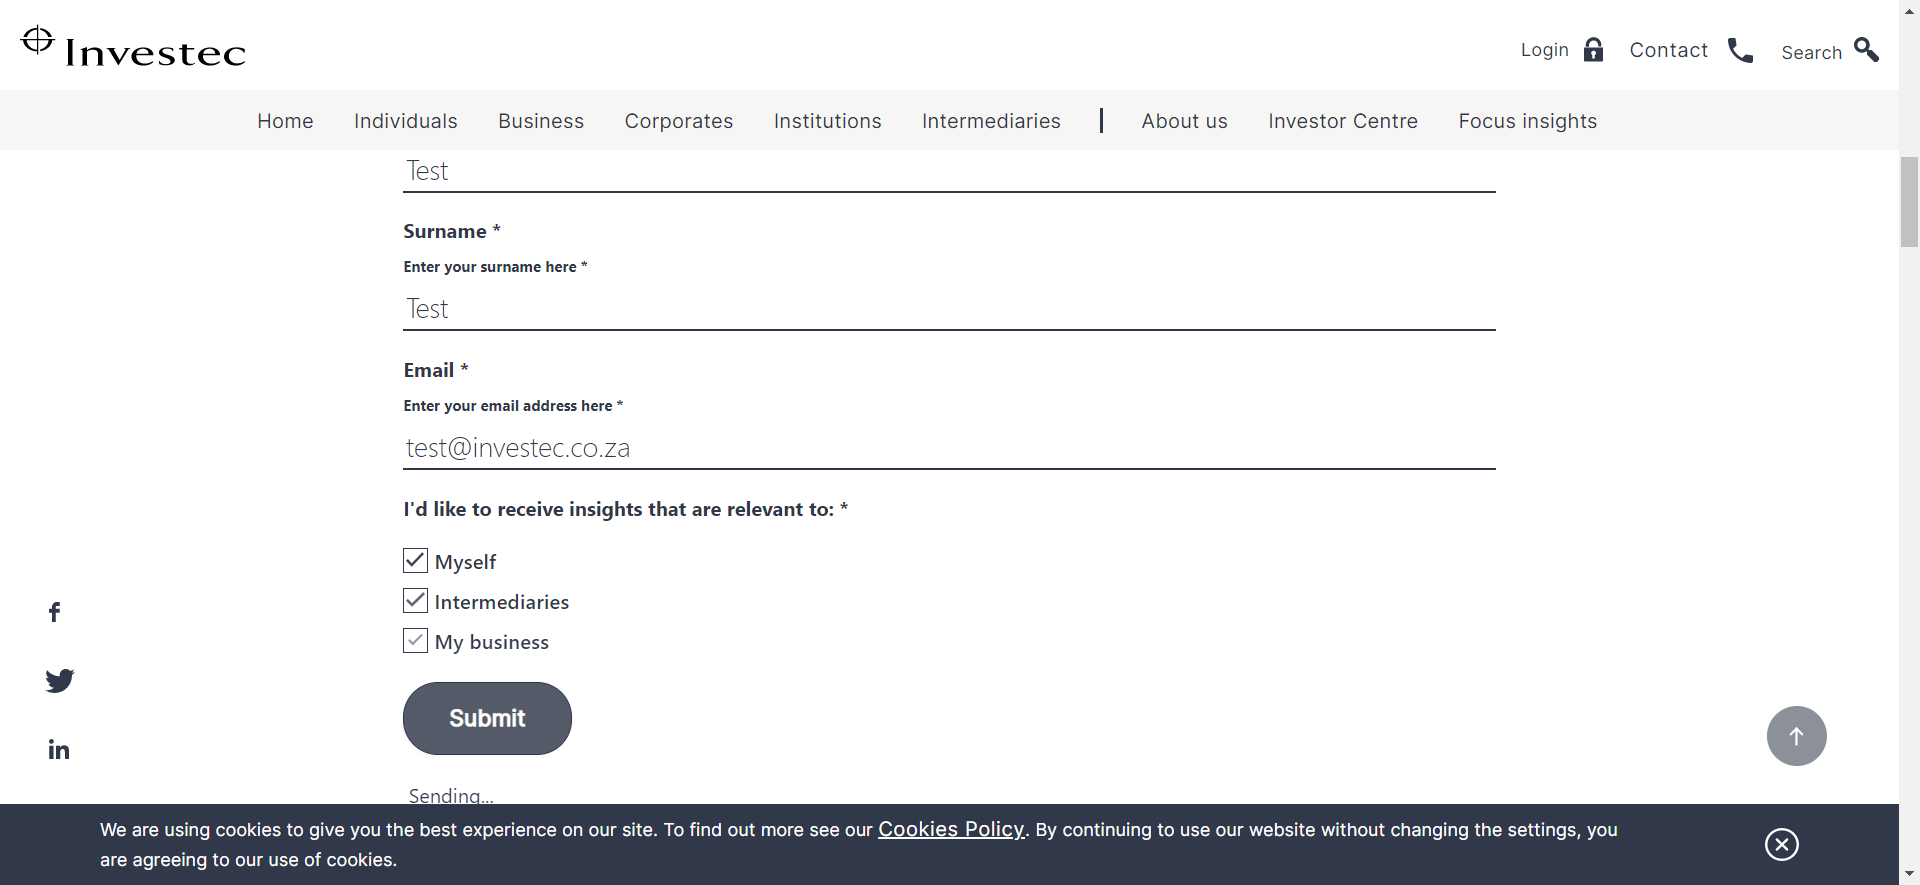 Investec
Login
Contact
Search
Home
Individuals
Business
Corporates
Institutions
Intermediaries
About us
Investor Centre
Focus insights
Test
Surname *
Enter your surname here *
Test
Email *
Enter your email address here *
test@investec.co.za
I'd like to receive insights that are relevant to: *
Myself
Intermediaries
My business
Submit
Sending...
We are using cookies to give you the best experience on our site. To find out more see our Cookies Policy. By continuing to use our website without changing the settings, you
are agreeing to our use of cookies.